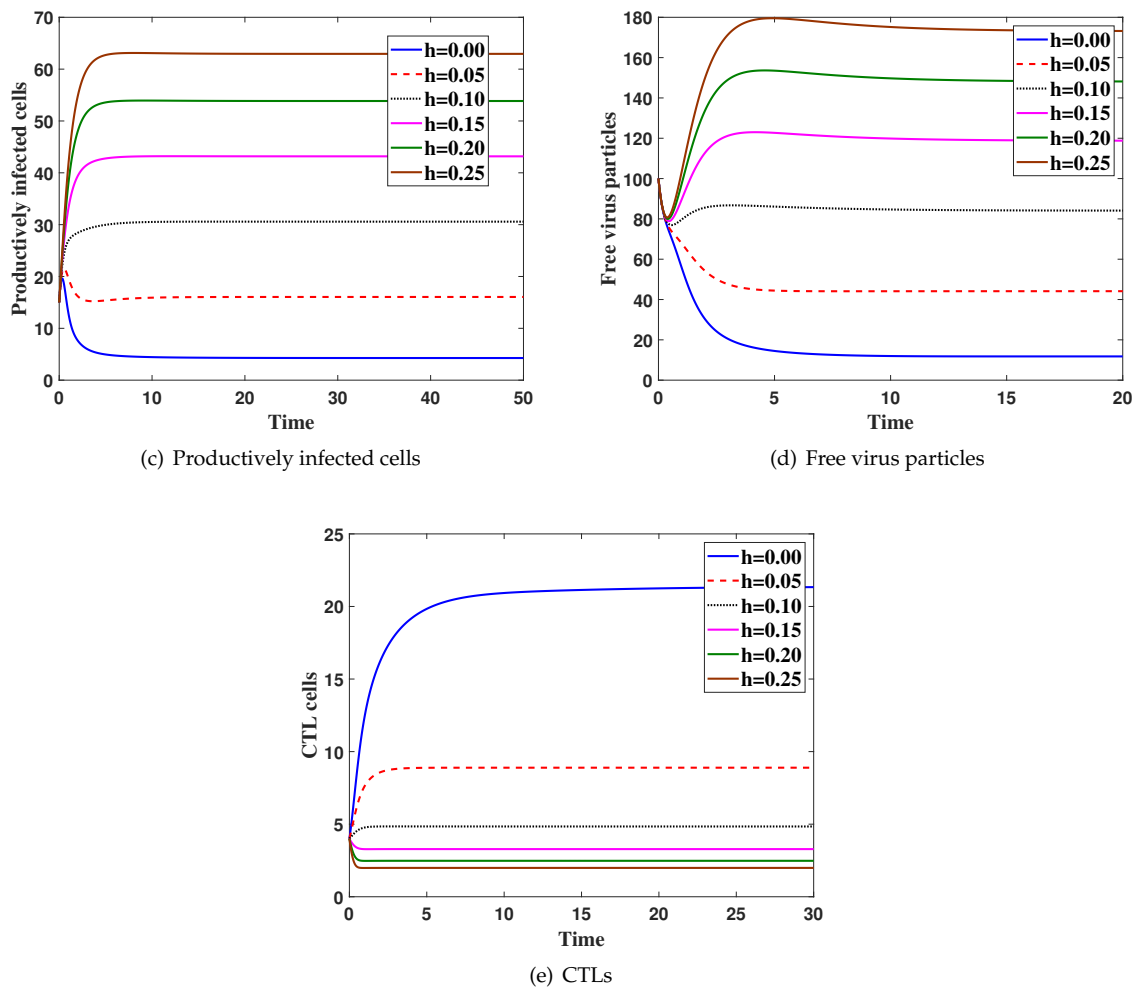 70
60
50
40
30
20
10
0
0 10 20 30 40 50
Productively infected cells
Time
h=0.00
h=0.05
h=0.10
h=0.15
h=0.20
h=0.25
(c) Productively infected cells
180
160
140
120
100
80
60
40
20
0
0 5 10 15 20
Free virus particles
Time
h=0.00
h=0.05
h=0.10
h=0.15
h=0.20
h=0.25
(d) Free virus particles
25
20
15
10
5
0
0 5 10 15 20 25 30
CTL cells
Time
h=0.00
h=0.05
h=0.10
h=0.15
h=0.20
h=0.25
(e) CTLs